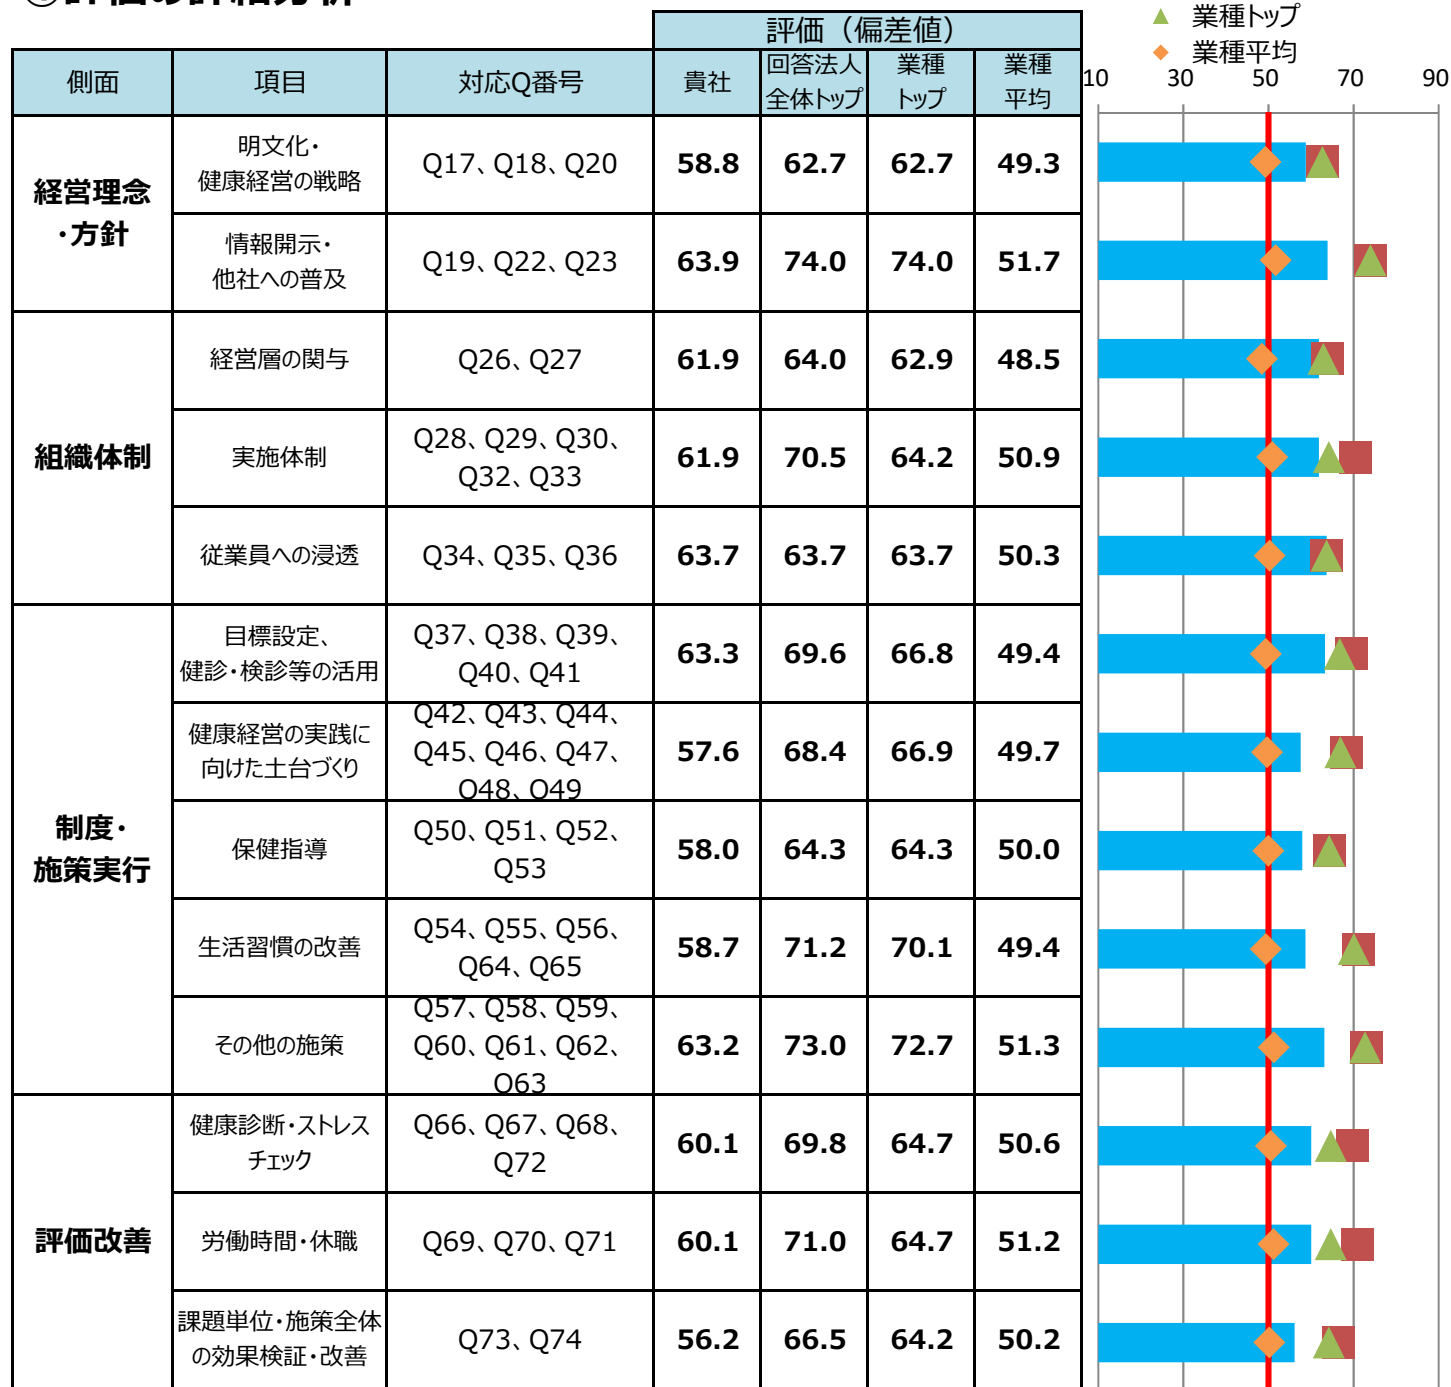 評価（偏差値）
▲ 業種トップ
◆ 業種平均
側面 項目 対応Q番号 貴社 回答法人 業種 業種
全体トップ トップ 平均
10 30 50 70 90
経営理念
・方針
明文化・
健康経営の戦略
Q17、Q18、Q20 58.8 62.7 62.7 49.3
情報開示・
他社への普及
Q19、Q22、Q23 63.9 74.0 74.0 51.7
組織体制
経営層の関与 Q26、Q27 61.9 64.0 62.9 48.5
実施体制
Q28、Q29、Q30、
Q32、Q33
61.9 70.5 64.2 50.9
従業員への浸透 Q34、Q35、Q36 63.7 63.7 63.7 50.3
制度・
施策実行
目標設定、
健診・検診等の活用
Q37、Q38、Q39、
Q40、Q41
63.3 69.6 66.8 49.4
健康経営の実践に
向けた土台づくり
Q42、Q43、Q44、
Q45、Q46、Q47、
Q48、Q49
57.6 68.4 66.9 49.7
保健指導
Q50、Q51、Q52、
Q53
58.0 64.3 64.3 50.0
生活習慣の改善
Q54、Q55、Q56、
Q64、Q65
58.7 71.2 70.1 49.4
その他の施策
Q57、Q58、Q59、
Q60、Q61、Q62、
Q63
63.2 73.0 72.7 51.3
評価改善
健康診断・ストレス
チェック
Q66、Q67、Q68、
Q72
60.1 69.8 64.7 50.6
労働時間・休職 Q69、Q70、Q71 60.1 71.0 64.7 51.2
課題単位・施策全体
の効果検証・改善
Q73、Q74 56.2 66.5 64.2 50.2